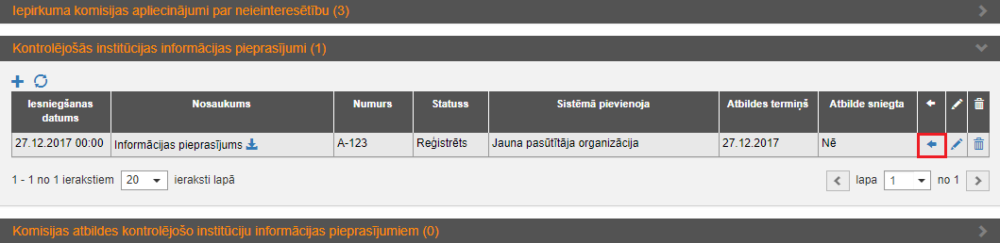 Iepirkuma komisijas apliecinājumi par neieinteresētību (3)
Kontrolējošās institūcijas informācijas pieprasījumi (1)
Iesniegšanas datums Nosaukums Numurs Statuss Sistēmā pievienoja Atbildes termiņš Atbilde sniegta
27.12.2017 00:00 Informācijas pieprasījums A-123 Reģistrēts Jauna pasūtītāja organizācija 27.12.2017 Nē
1 - 1 no 1 ierakstiem 20 ieraksti lapā lapa 1 no 1
Komisijas atbildes kontrolējošo institūciju informācijas pieprasījumiem (0)